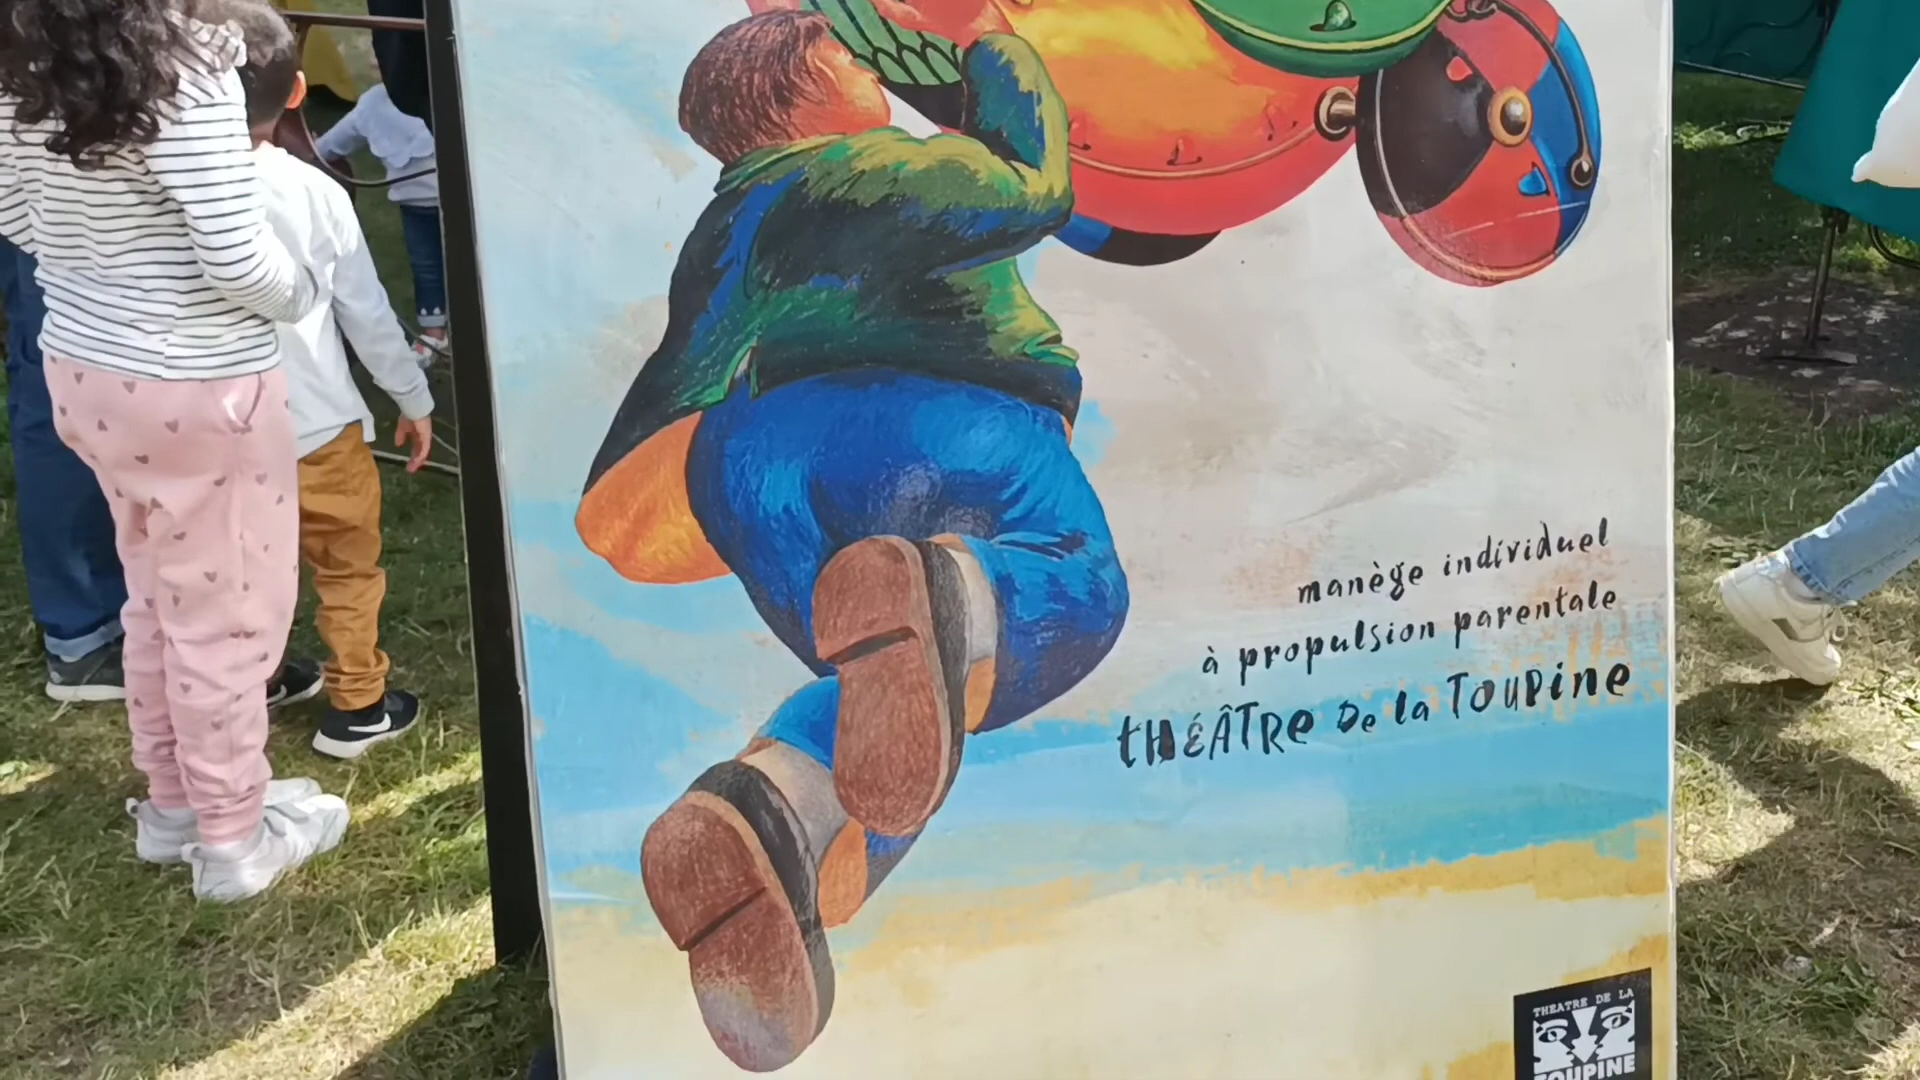 manège individuel
à propulsion parentale
tHÉÂTRe De la TOUPine
THEATRE DE LA
TOUPINE